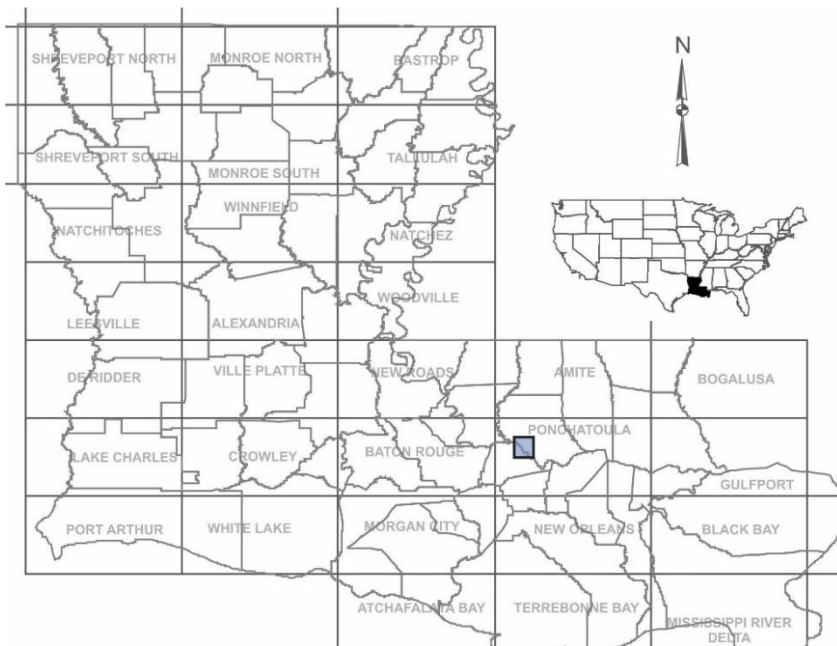 SHREVEPORT NORTH
MONROE NORTH
BASTROP
N
SHREVEPORT SOUTH
MONROE SOUTH
TALLULAH
WINNFIELD
NATCHITOCHES
NATCHEZ
LEESVILLE
ALEXANDRIA
WOODVILLE
DE RIDDER
VILLE PLATTE
NEW ROADS
AMITE
BOGALUSA
LAKE CHARLES
CROWLEY
BATON ROUGE
PONCHATOULA
GULFPORT
PORT ARTHUR
WHITE LAKE
MORGAN CITY
NEW ORLEANS
BLACK BAY
ATCHAFALAYA BAY
TERREBONNE BAY
MISSISSIPPI RIVER
DELTA